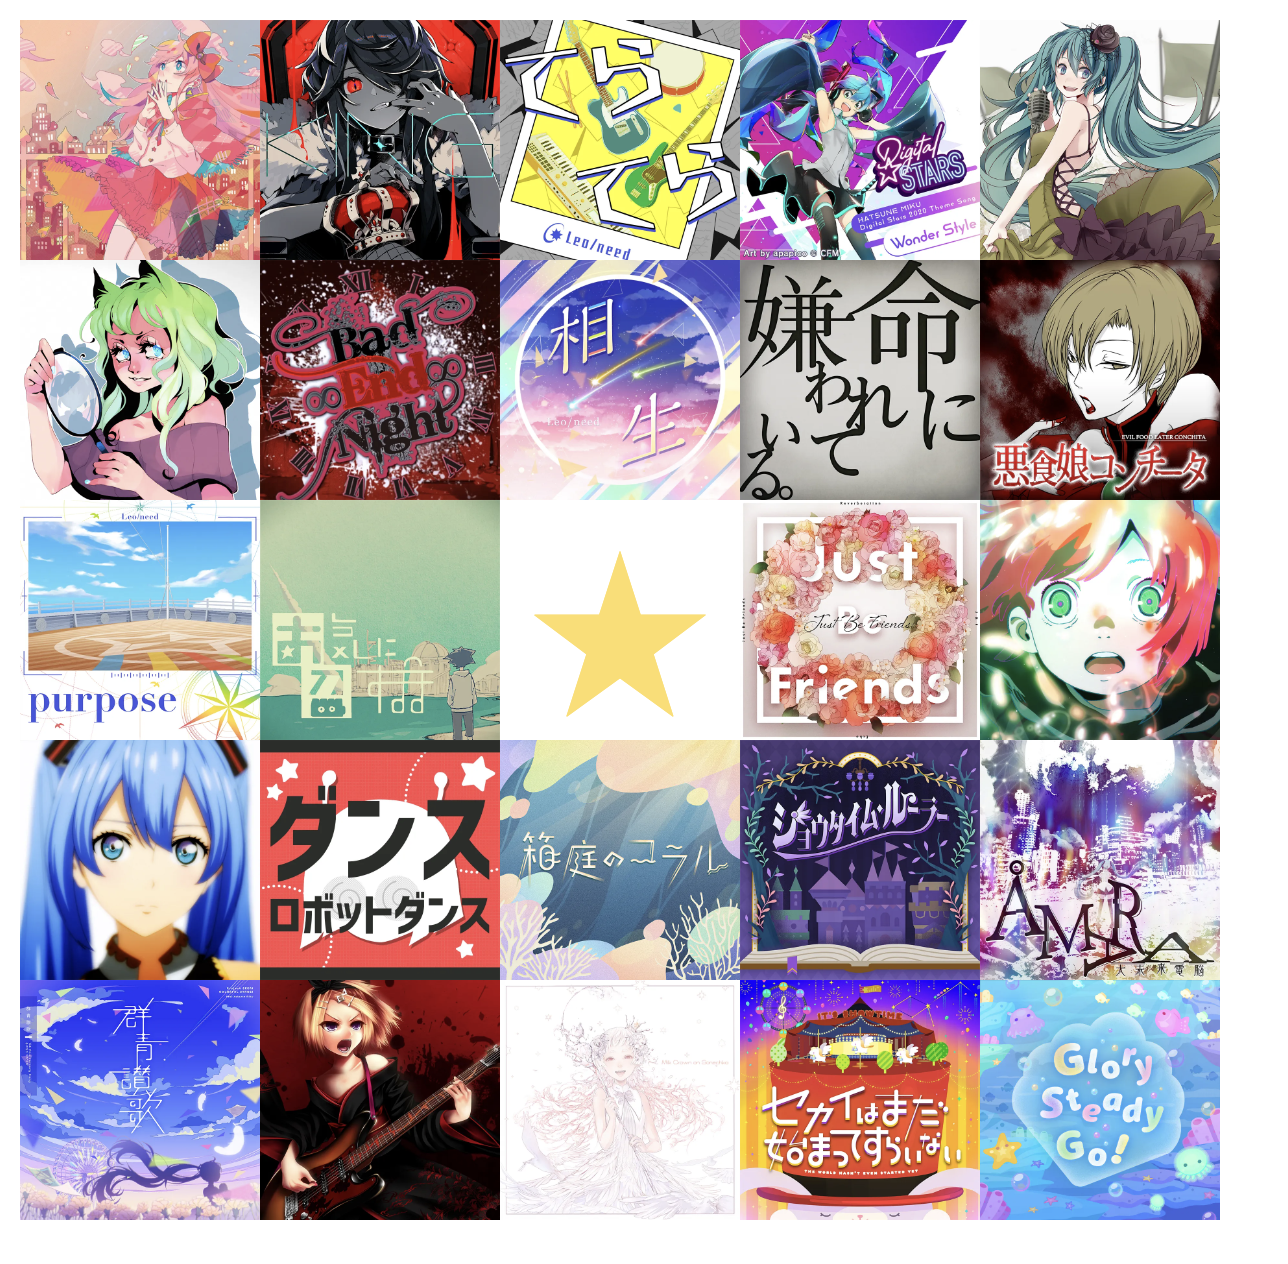 てらてら
Leo/need
Digital
STARS
HATSUNE MIKU
Digital Stars 2020 Theme Song
Wonder Style
Art by apapico © CFM
Bad
End
Night
相生
Leo/need
命に
嫌われて
いる。
EVIL FOOD EATER CONCHITA
悪食娘コンチータ
Leo/need
purpose
Just
Be
Friends
Just Be Friends
ダンス
ロボットダンス
箱庭のコラル
ショウタイム・ルーラー
AMARA
大未来電脳
群青讃歌
IT'S SHOWTIME
セカイはまだ
始まってすらいない
THE WORLD HASN'T EVEN STARTED YET
Glory
Steady
Go!